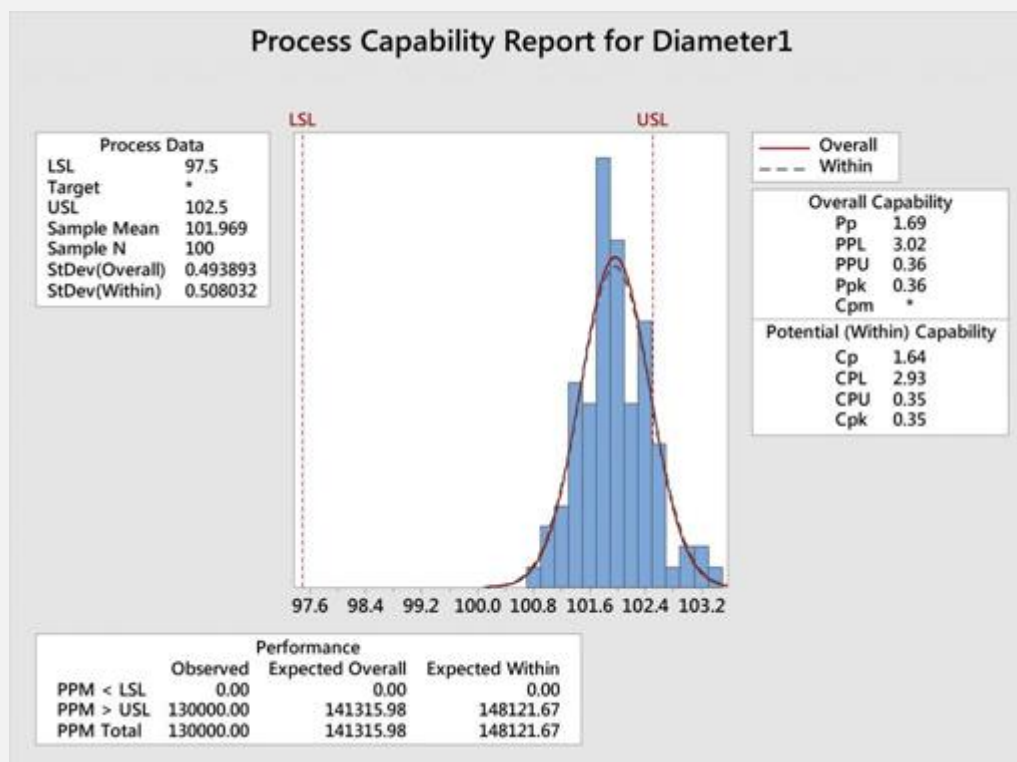 Process Capability Report for Diameter1
LSL USL
Process Data
LSL 97.5
Target *
USL 102.5
Sample Mean 101.969
Sample N 100
StDev(Overall) 0.493893
StDev(Within) 0.508032
Overall
Within
Overall Capability
Pp 1.69
PPL 3.02
PPU 0.36
Ppk 0.36
Cpm *
Potential (Within) Capability
Cp 1.64
CPL 2.93
CPU 0.35
Cpk 0.35
97.6 98.4 99.2 100.0 100.8 101.6 102.4 103.2
Performance
Observed Expected Overall Expected Within
PPM < LSL 0.00 0.00 0.00
PPM > USL 130000.00 141315.98 148121.67
PPM Total 130000.00 141315.98 148121.67